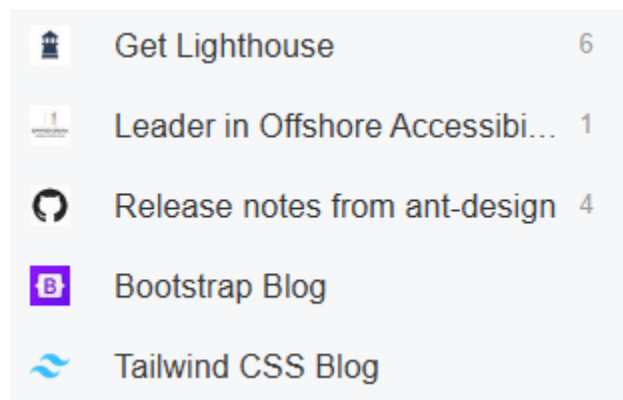 Get Lighthouse 6
Leader in Offshore Accessibi... 1
Release notes from ant-design 4
B Bootstrap Blog
Tailwind CSS Blog